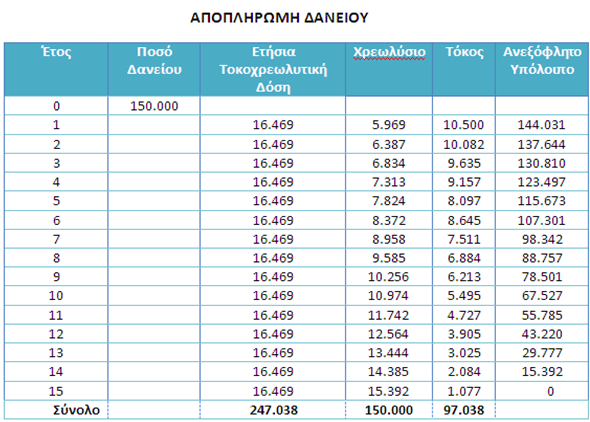 ΑΠΟΠΛΗΡΩΜΗ ΔΑΝΕΙΟΥ
Έτος Ποσό Δανείου Ετήσια Τοκοχρεωλυτική Δόση Χρεωλύσιο Τόκος Ανεξόφλητο Υπόλοιπο
0 150.000
1 16.469 5.969 10.500 144.031
2 16.469 6.387 10.082 137.644
3 16.469 6.834 9.635 130.810
4 16.469 7.313 9.157 123.497
5 16.469 7.824 8.097 115.673
6 16.469 8.372 8.645 107.301
7 16.469 8.958 7.511 98.342
8 16.469 9.585 6.884 88.757
9 16.469 10.256 6.213 78.501
10 16.469 10.974 5.495 67.527
11 16.469 11.742 4.727 55.785
12 16.469 12.564 3.905 43.220
13 16.469 13.444 3.025 29.777
14 16.469 14.385 2.084 15.392
15 16.469 15.392 1.077 0
Σύνολο 247.038 150.000 97.038